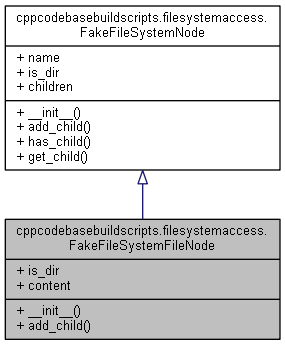 cppcodebasebuildscripts.filesystemaccess.
FakeFileSystemNode
+ name
+ is_dir
+ children
+ __init__()
+ add_child()
+ has_child()
+ get_child()
cppcodebasebuildscripts.filesystemaccess.
FakeFileSystemFileNode
+ is_dir
+ content
+ __init__()
+ add_child()